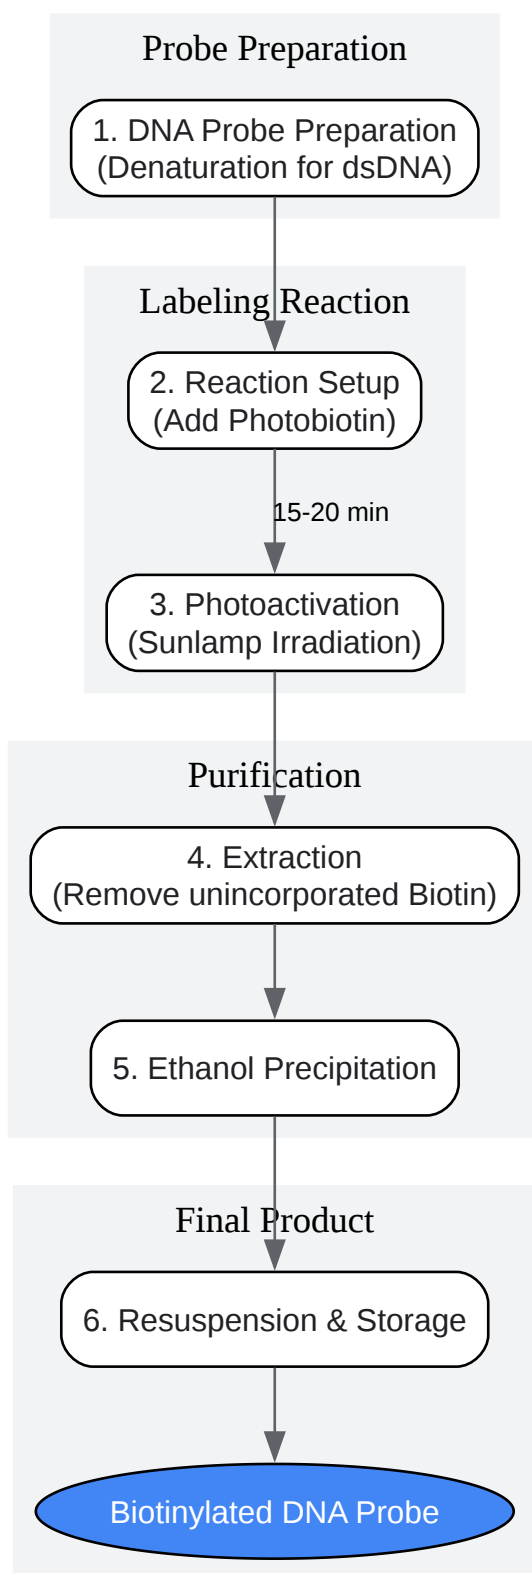 Probe Preparation
1. DNA Probe Preparation
(Denaturation for dsDNA)
Labeling Reaction
2. Reaction Setup
(Add Photobiotin)
15-20 min
3. Photoactivation
(Sunlamp Irradiation)
Purification
4. Extraction
(Remove unincorporated Biotin)
5. Ethanol Precipitation
Final Product
6. Resuspension & Storage
Biotinylated DNA Probe